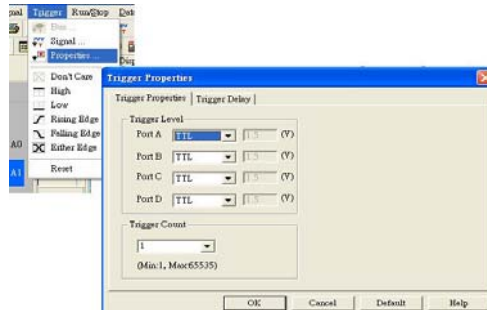 Trigger Run/Stop
Bus ...
Signal ...
Properties ...
Don't Care
High
Low
Rising Edge
Falling Edge
Either Edge
Reset
A0
A1
Trigger Properties
Trigger Properties Trigger Delay
Trigger Level
Port A TTL 1.5 (V)
Port B TTL 1.5 (V)
Port C TTL 1.5 (V)
Port D TTL 1.5 (V)
Trigger Count
1
(Min:1, Max:65535)
OK Cancel Default Help